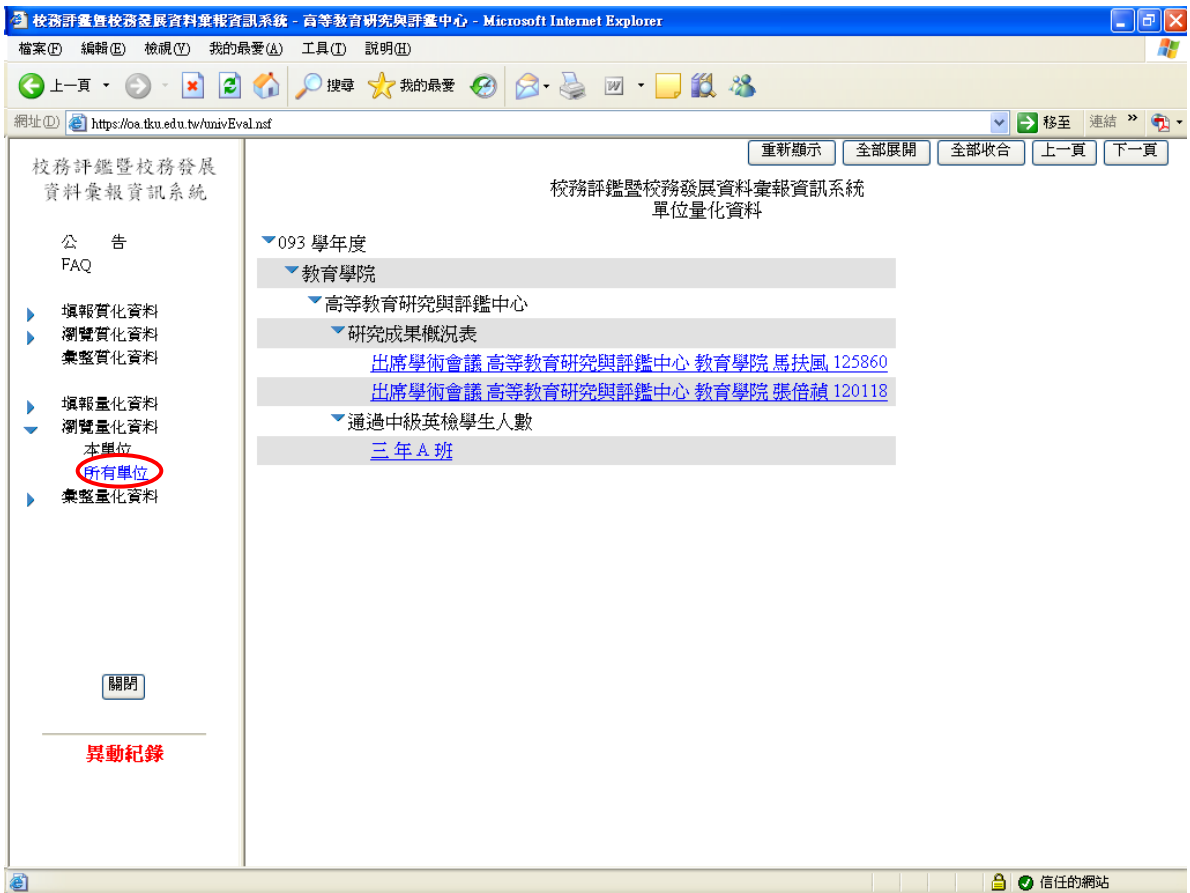 校務評鑑暨校務發展資料彙報資訊系統 - 高等教育研究與評鑑中心 - Microsoft Internet Explorer
檔案(F) 編輯(E) 檢視(V) 我的最愛(A) 工具(T) 說明(H)
上一頁 搜尋 我的最愛
網址(D) https://oa.tku.edu.tw/univEval.nsf 移至 連結 »
校務評鑑暨校務發展
資料彙報資訊系統
公 告
FAQ
填報質化資料
瀏覽質化資料
彙整質化資料
填報量化資料
瀏覽量化資料
本單位
所有單位
彙整量化資料
關閉
異動紀錄
重新顯示 全部展開 全部收合 上一頁 下一頁
校務評鑑暨校務發展資料彙報資訊系統
單位量化資料
093 學年度
教育學院
高等教育研究與評鑑中心
研究成果概況表
出席學術會議 高等教育研究與評鑑中心 教育學院 馬扶風 125860
出席學術會議 高等教育研究與評鑑中心 教育學院 張倍禎 120118
通過中級英檢學生人數
三 年 A 班
信任的網站